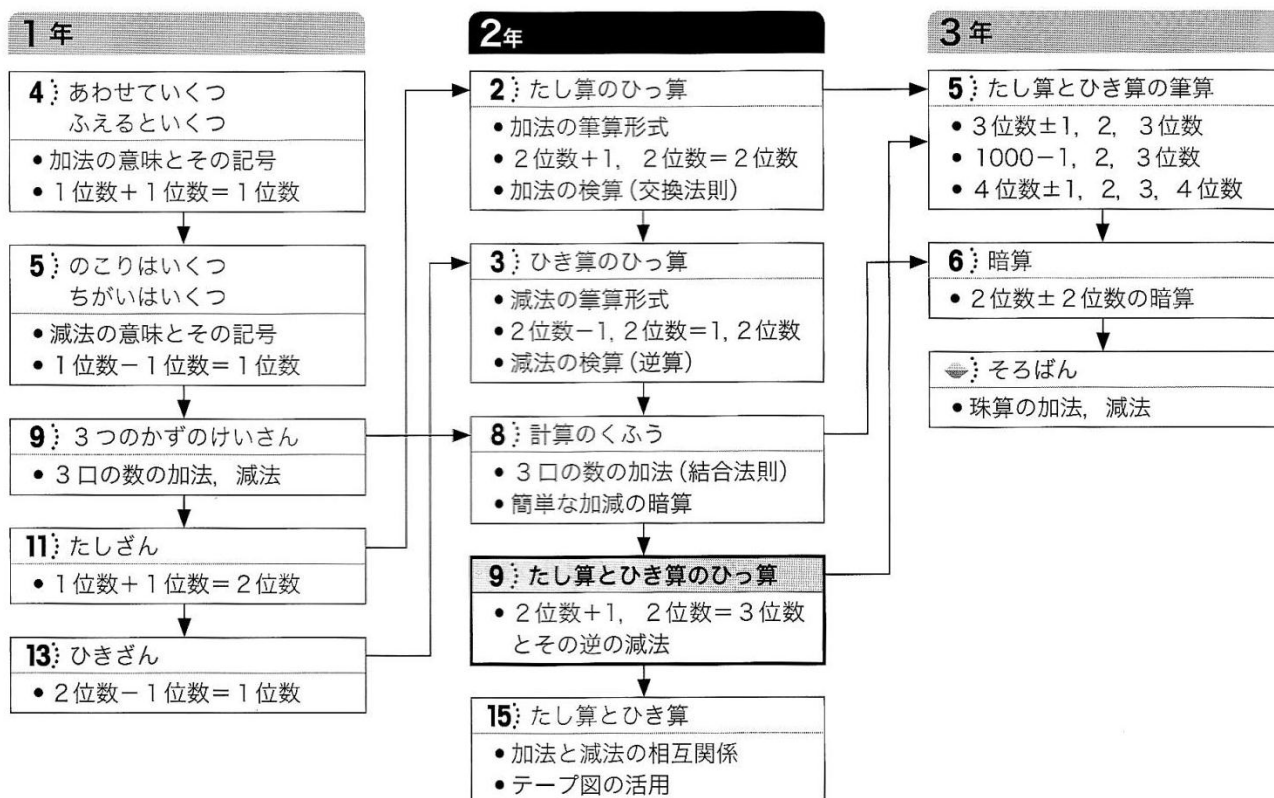 1年
4 あわせていくつ
ふえるといくつ
• 加法の意味とその記号
• 1位数+1位数=1位数
5 のこりはいくつ
ちがいはいくつ
• 減法の意味とその記号
• 1位数-1位数=1位数
9 3つのかずのけいさん
• 3口の数の加法, 減法
11 たしざん
• 1位数+1位数=2位数
13 ひきざん
• 2位数-1位数=1位数
2年
2 たし算のひっ算
• 加法の筆算形式
• 2位数+1, 2位数=2位数
• 加法の検算(交換法則)
3 ひき算のひっ算
• 減法の筆算形式
• 2位数-1, 2位数=1, 2位数
• 減法の検算(逆算)
8 計算のくふう
• 3口の数の加法(結合法則)
• 簡単な加減の暗算
9 たし算とひき算のひっ算
• 2位数+1, 2位数=3位数
とその逆の減法
15 たし算とひき算
• 加法と減法の相互関係
• テープ図の活用
3年
5 たし算とひき算の筆算
• 3位数±1, 2, 3位数
• 1000-1, 2, 3位数
• 4位数±1, 2, 3, 4位数
6 暗算
• 2位数±2位数の暗算
そろばん
• 珠算の加法, 減法